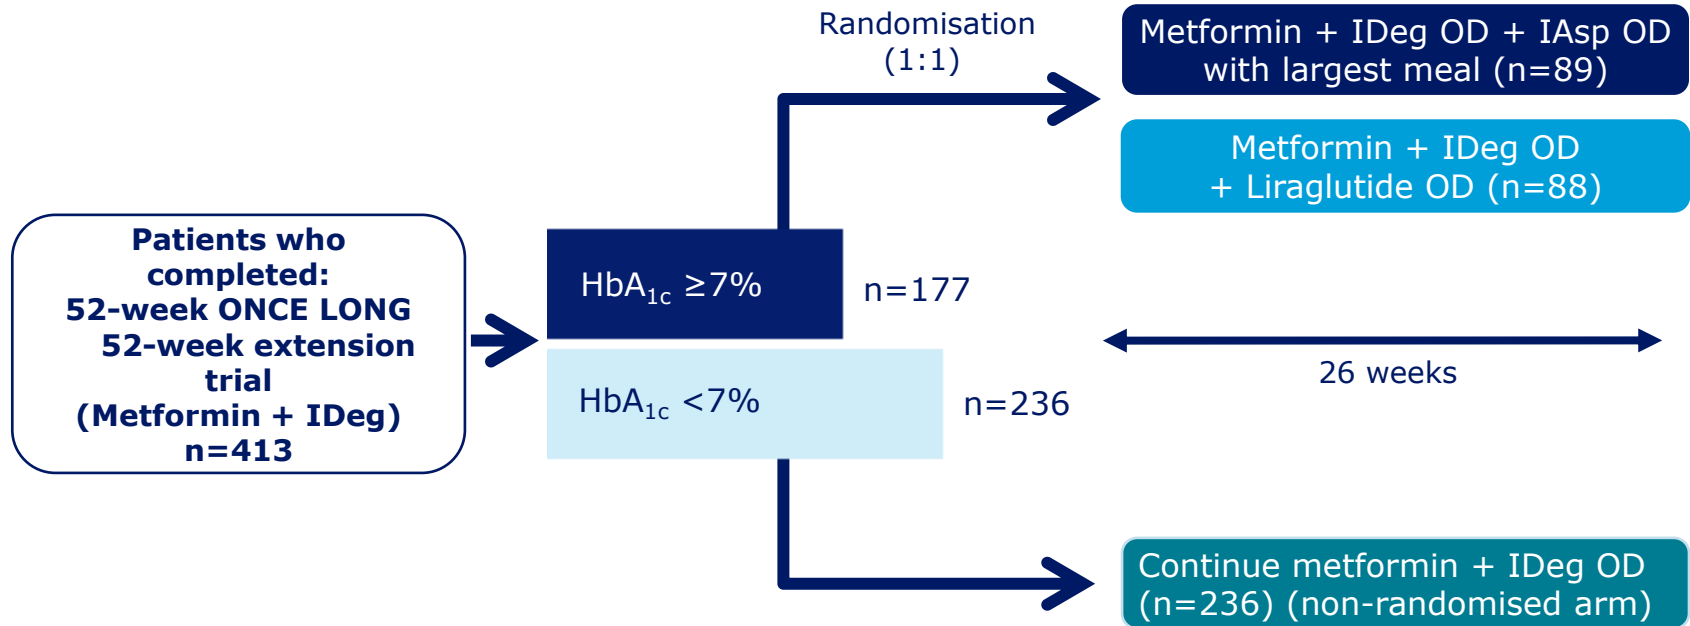 Patients who
completed:
52-week ONCE LONG
52-week extension
trial
(Metformin + IDeg)
n=413
HbA1c ≥7%
n=177
HbA1c <7%
n=236
Randomisation
(1:1)
Metformin + IDeg OD + IAsp OD
with largest meal (n=89)
Metformin + IDeg OD
+ Liraglutide OD (n=88)
26 weeks
Continue metformin + IDeg OD
(n=236) (non-randomised arm)